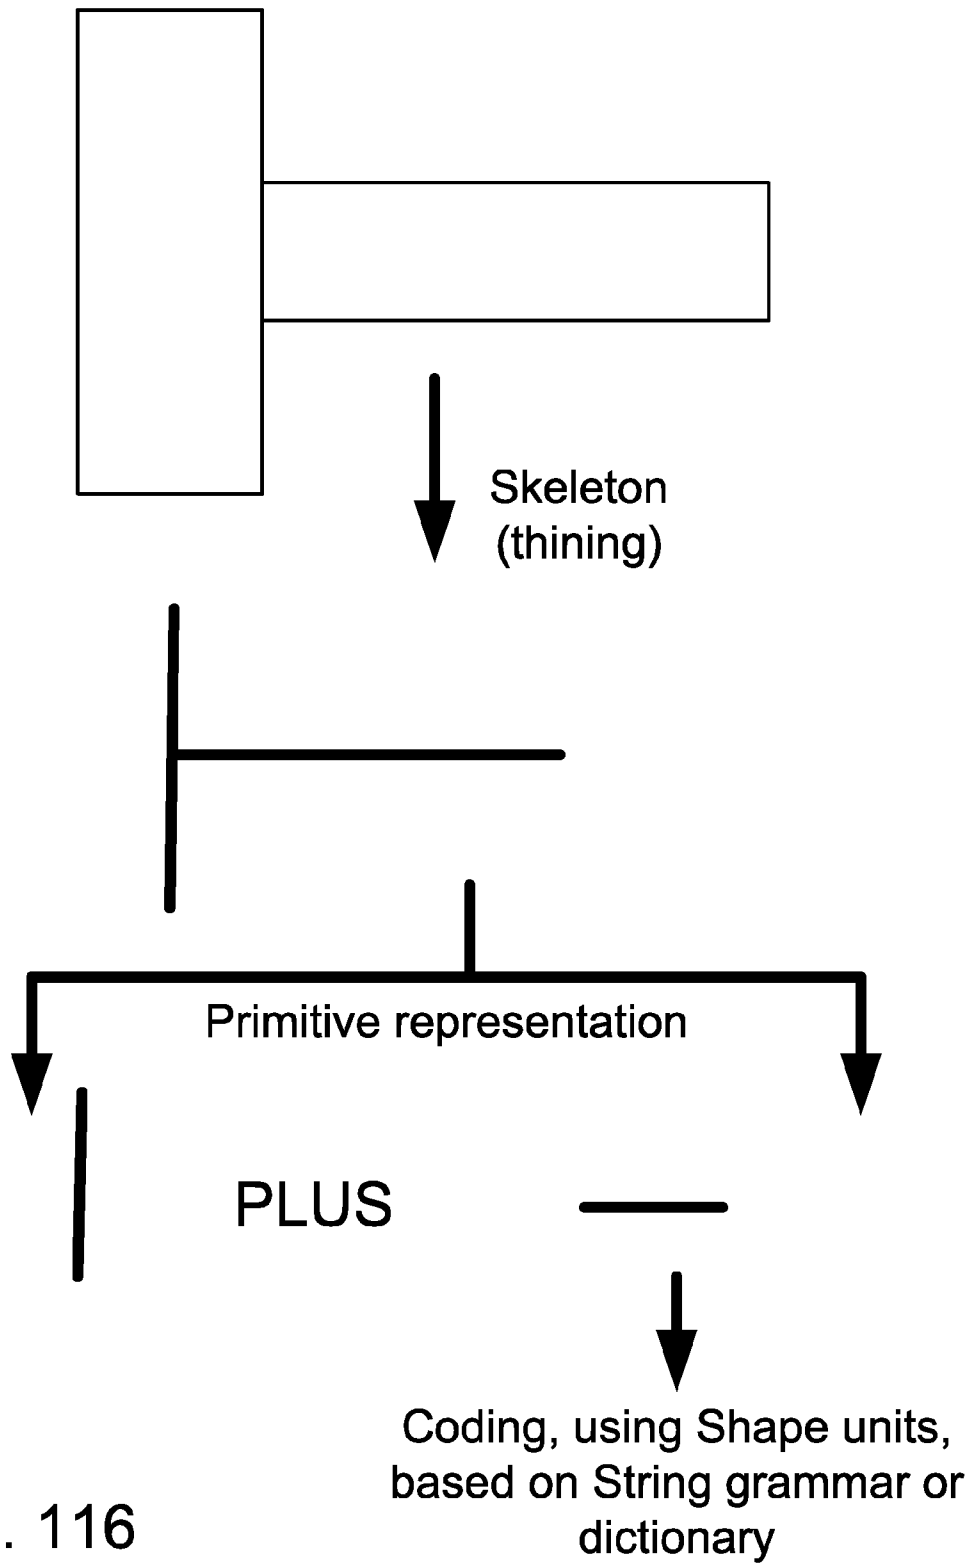 Skeleton
(thining)
Primitive representation
PLUS
Coding, using Shape units,
based on String grammar or
dictionary
. 116